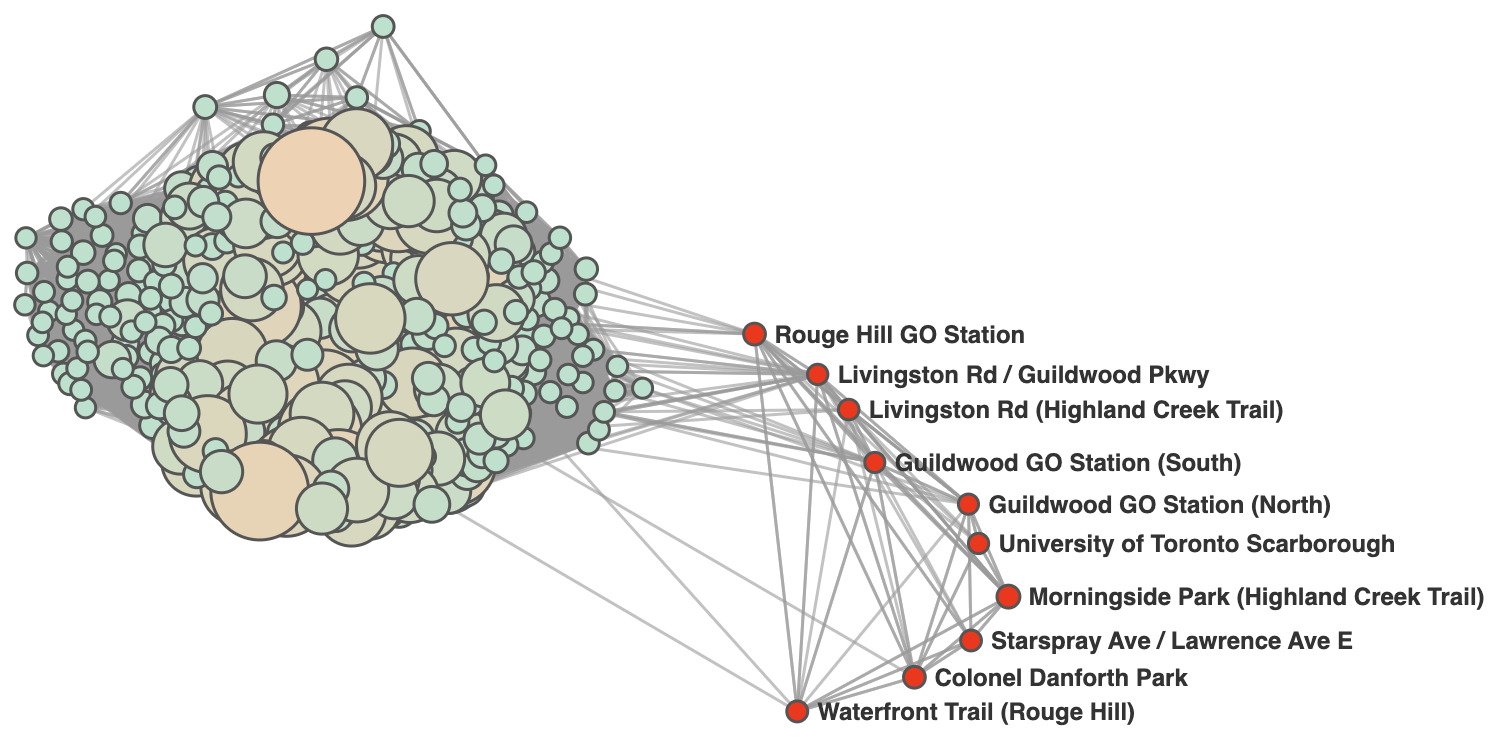 Rouge Hill GO Station
Livingston Rd / Guildwood Pkwy
Livingston Rd (Highland Creek Trail)
Guildwood GO Station (South)
Guildwood GO Station (North)
University of Toronto Scarborough
Morningside Park (Highland Creek Trail)
Starspray Ave / Lawrence Ave E
Colonel Danforth Park
Waterfront Trail (Rouge Hill)